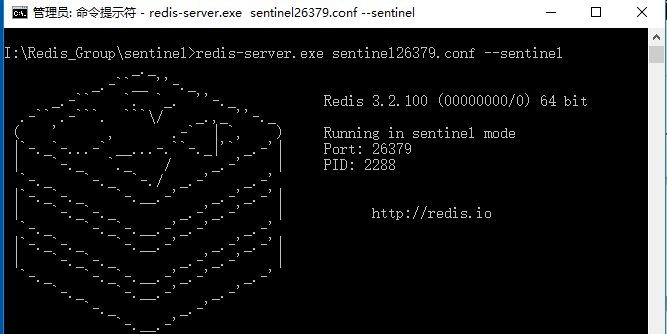 管理员: 命令提示符 - redis-server.exe  sentinel26379.conf --sentinel
I:\Redis_Group\sentinel>redis-server.exe sentinel26379.conf --sentinel
Redis 3.2.100 (00000000/0) 64 bit
Running in sentinel mode
Port: 26379
PID: 2288
http://redis.io